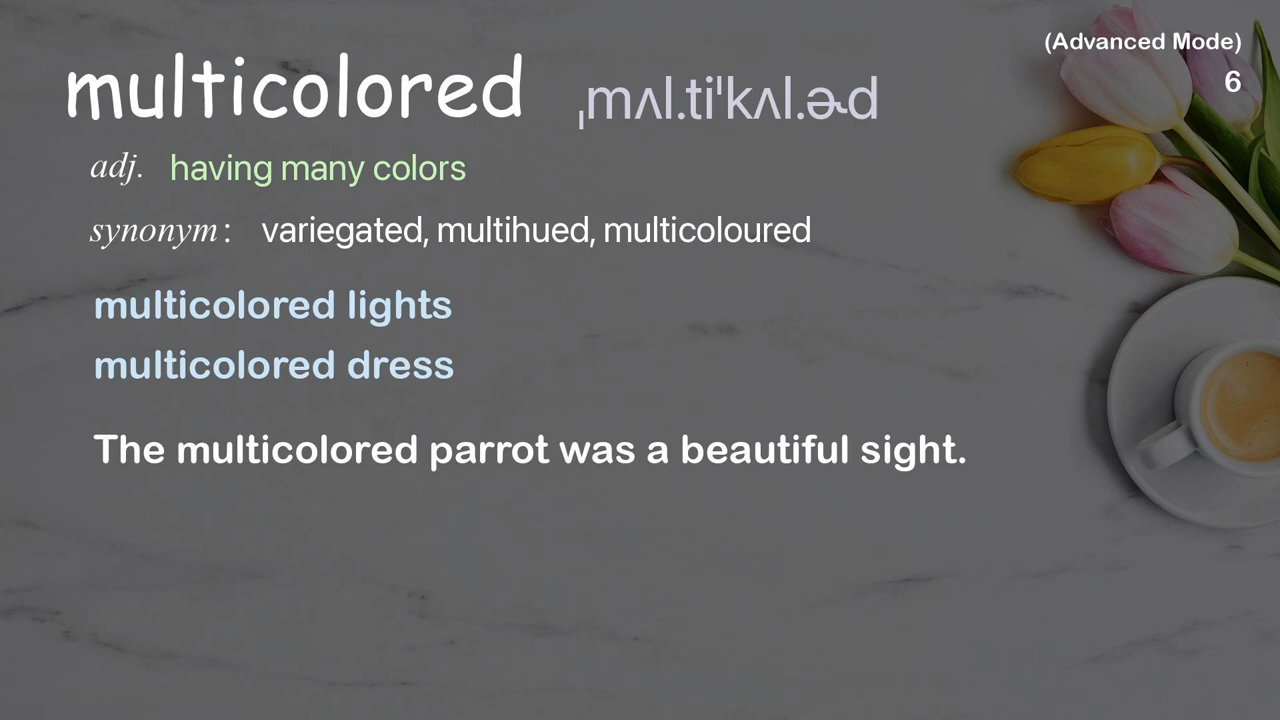 (Advanced Mode)
6
multicolored ˌmʌl.tiˈkʌl.ɚd
adj. having many colors
synonym: variegated, multihued, multicoloured
multicolored lights
multicolored dress
The multicolored parrot was a beautiful sight.